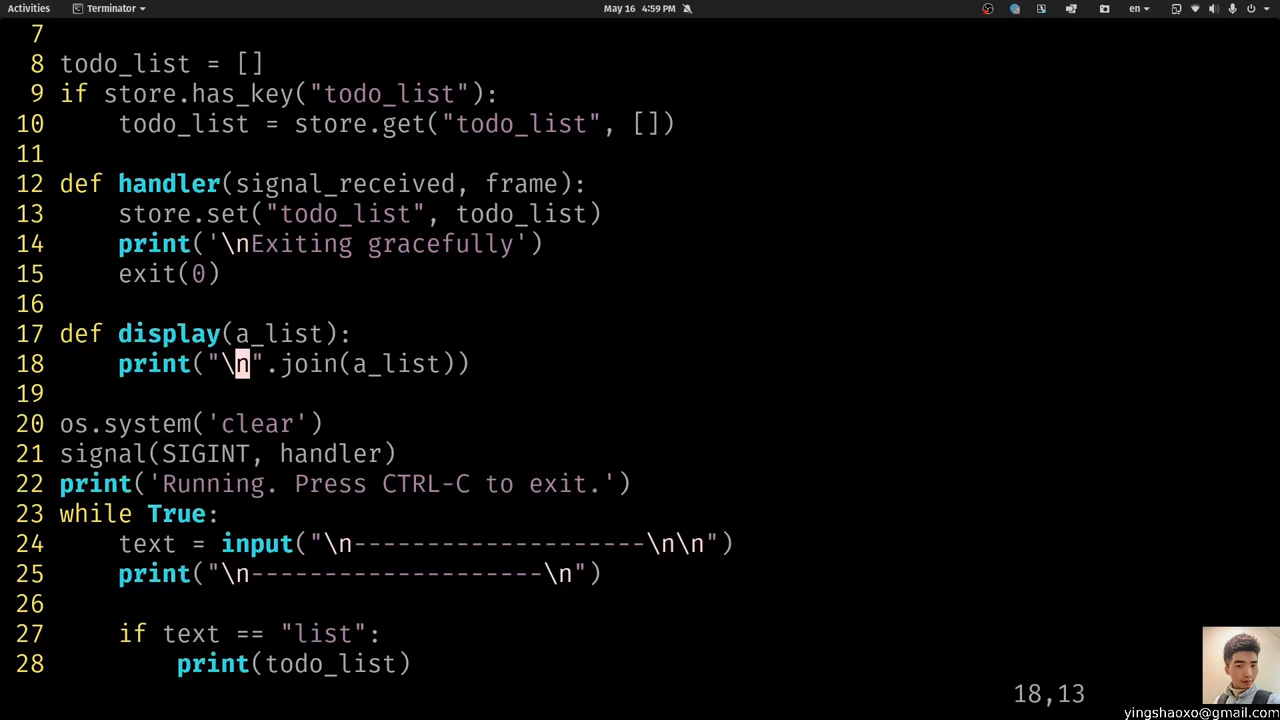 Activities Terminator May 16 4:59 PM en
7
8 todo_list = []
9 if store.has_key("todo_list"):
10     todo_list = store.get("todo_list", [])
11
12 def handler(signal_received, frame):
13     store.set("todo_list", todo_list)
14     print('\nExiting gracefully')
15     exit(0)
16
17 def display(a_list):
18     print("\n".join(a_list))
19
20 os.system('clear')
21 signal(SIGINT, handler)
22 print('Running. Press CTRL-C to exit.')
23 while True:
24     text = input("\n--------------------\n\n")
25     print("\n--------------------\n")
26
27     if text == "list":
28         print(todo_list)
18,13
yingshaoxo@gmail.com